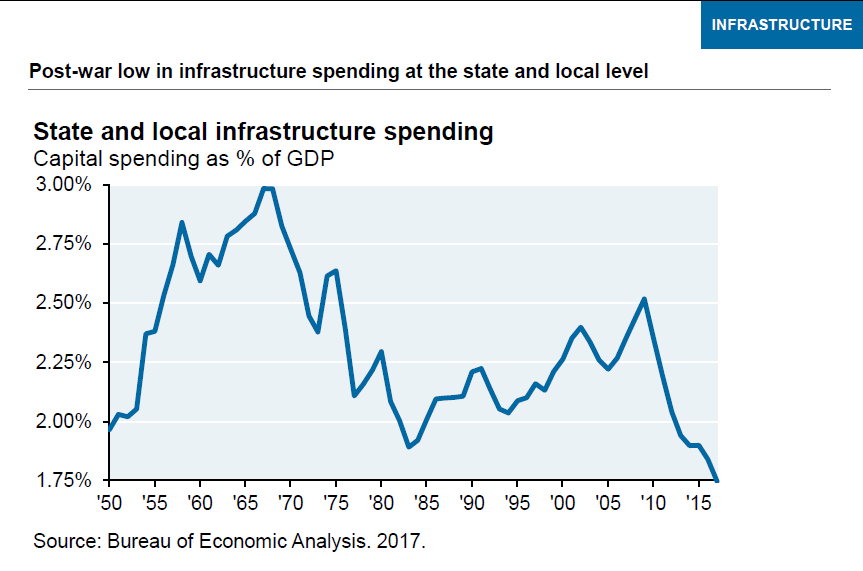 INFRASTRUCTURE
Post-war low in infrastructure spending at the state and local level
State and local infrastructure spending
Capital spending as % of GDP
3.00%
2.75%
2.50%
2.25%
2.00%
1.75%
'50 '55 '60 '65 '70 '75 '80 '85 '90 '95 '00 '05 '10 '15
Source: Bureau of Economic Analysis. 2017.